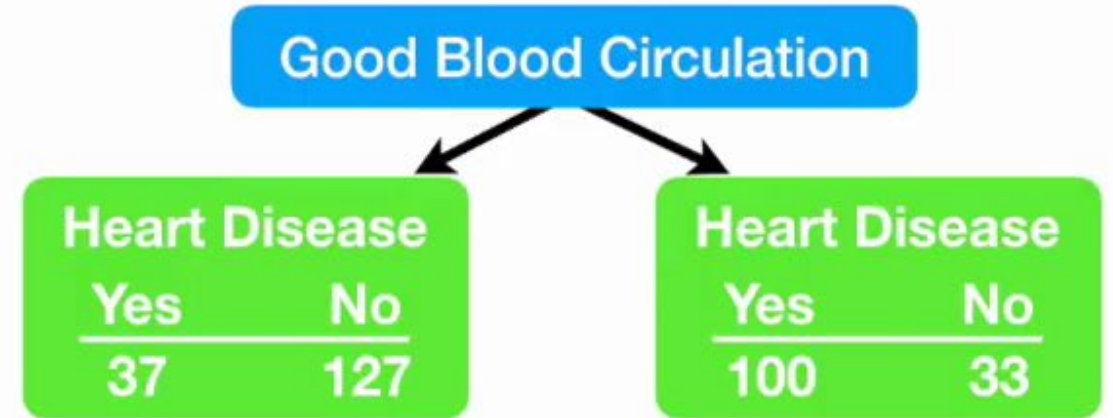 Good Blood Circulation
Heart Disease
Yes No
37 127
Heart Disease
Yes No
100 33